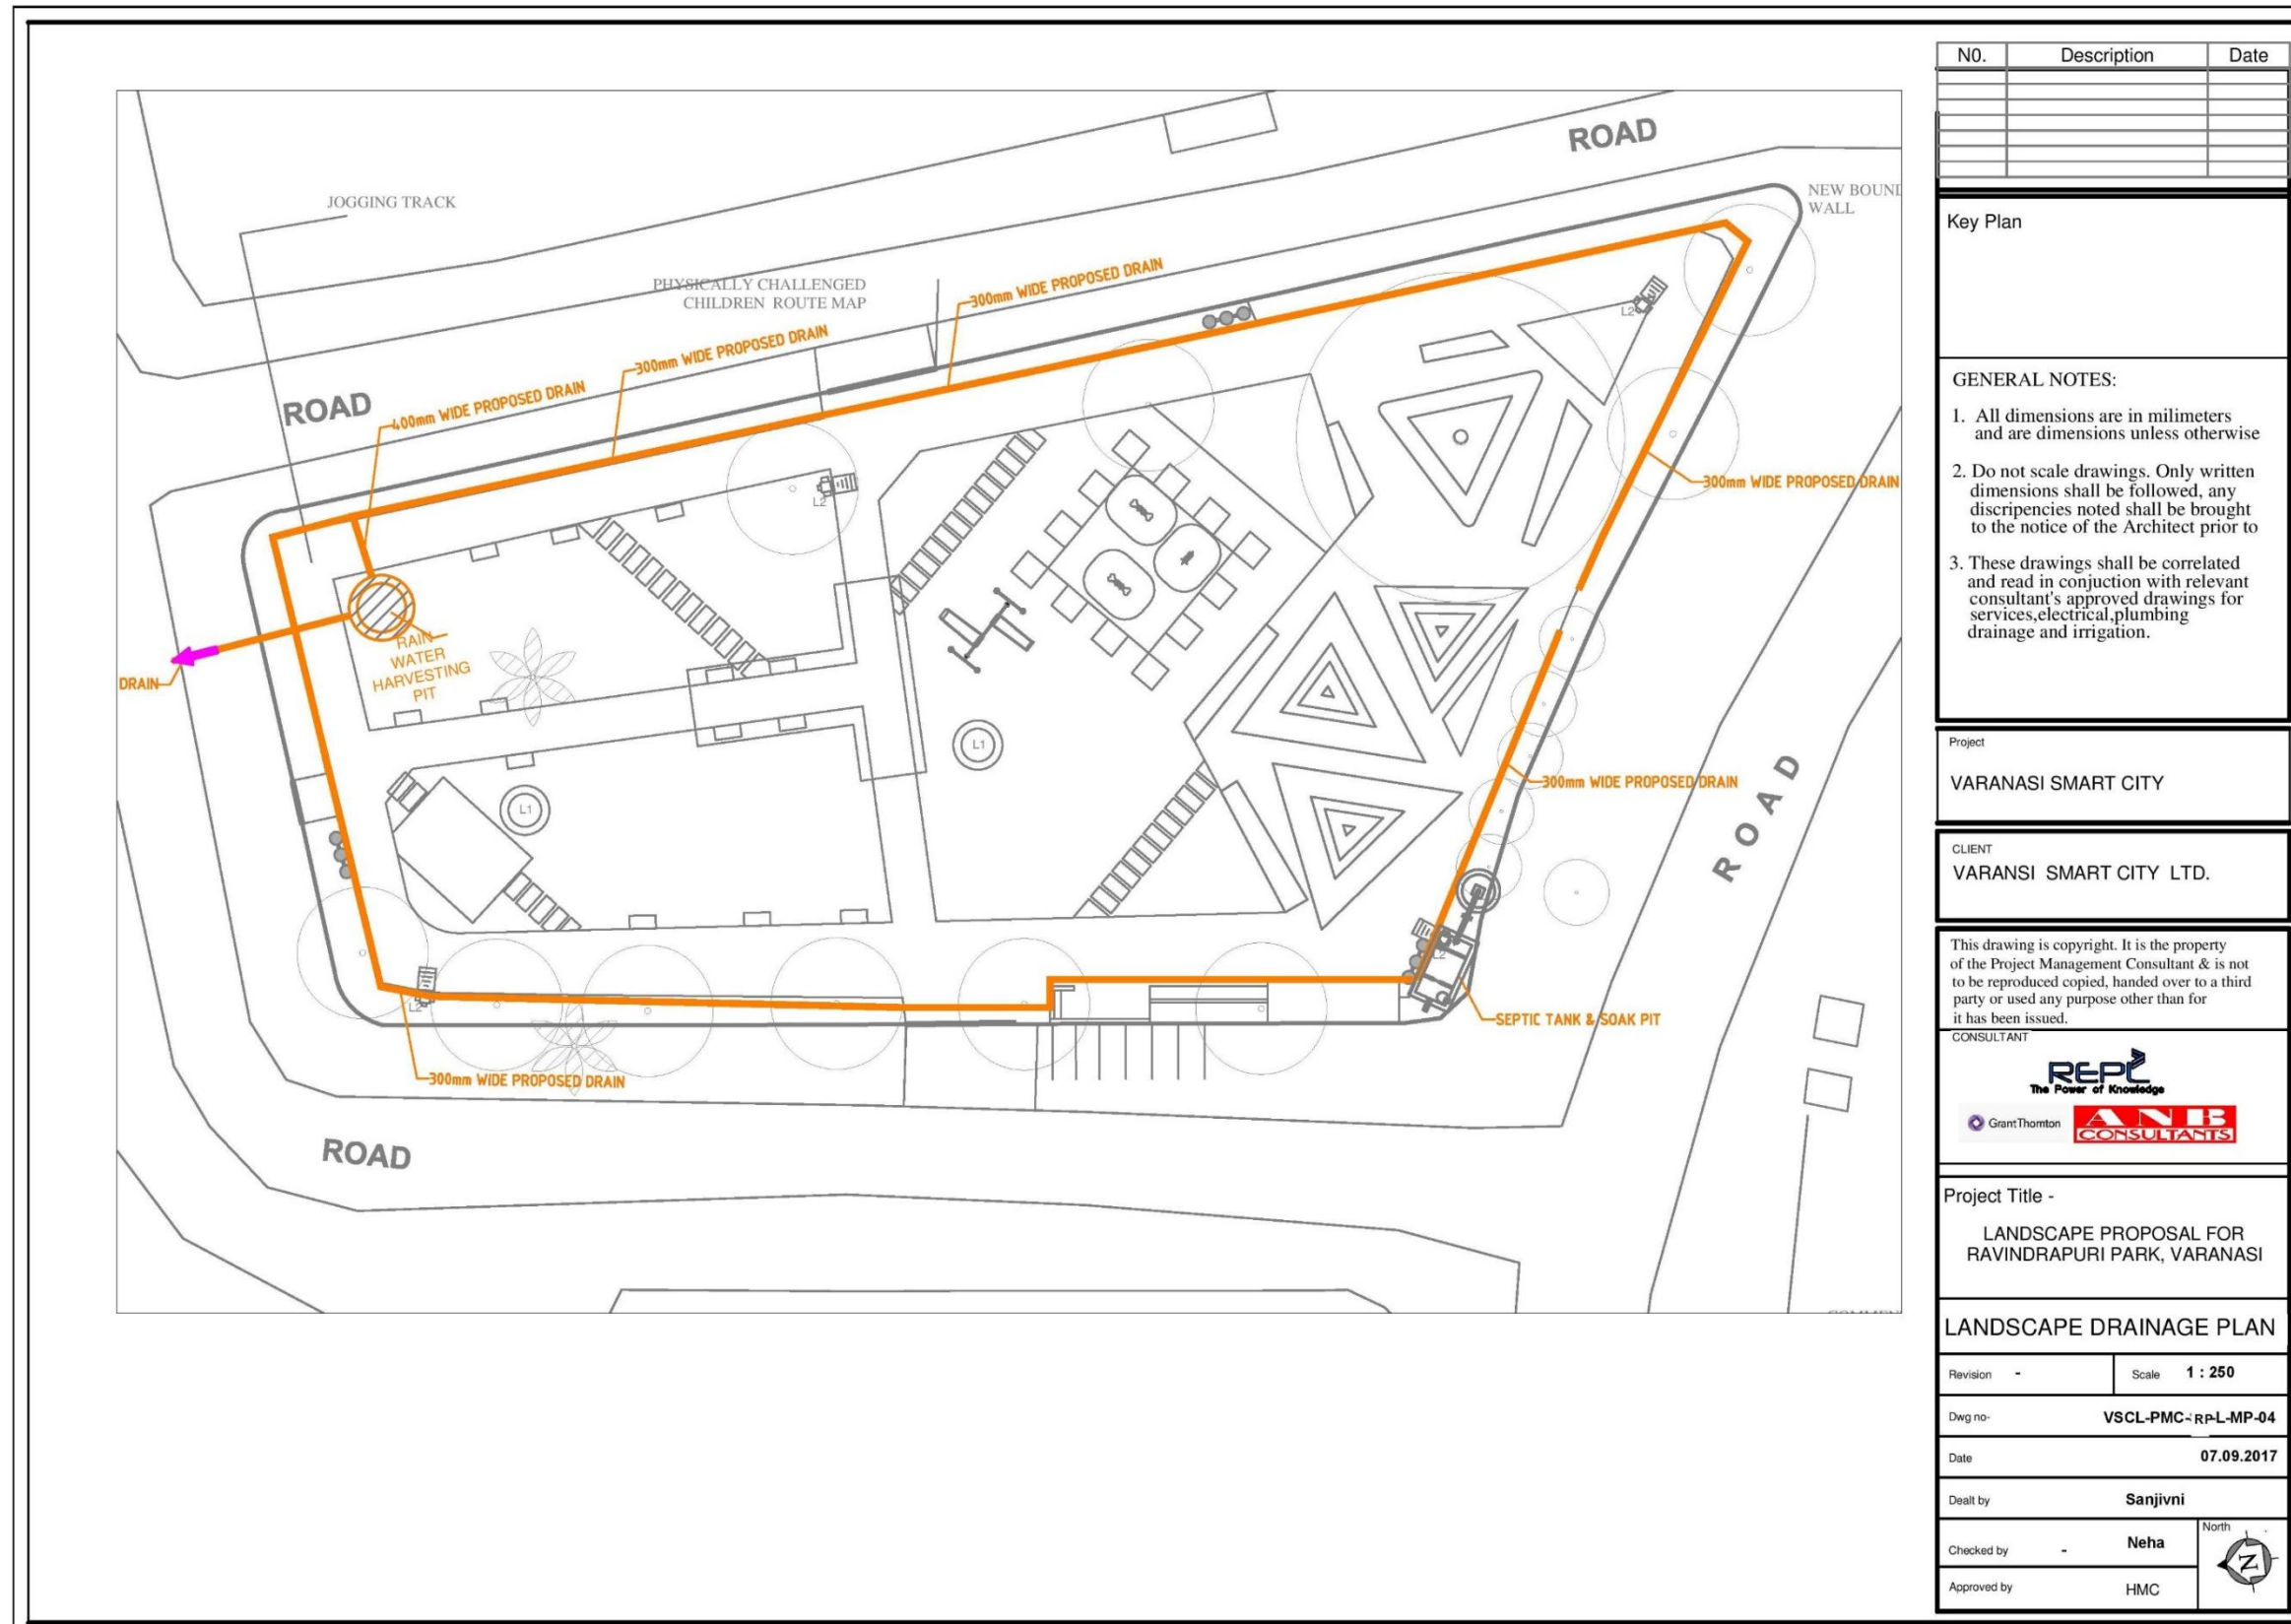 ROAD
NEW BOUND
WALL
JOGGING TRACK
PHYSICALLY CHALLENGED
CHILDREN ROUTE MAP
300mm WIDE PROPOSED DRAIN
300mm WIDE PROPOSED DRAIN
400mm WIDE PROPOSED DRAIN
ROAD
L2
L2
300mm WIDE PROPOSED DRAIN
RAIN
WATER
HARVESTING
PIT
DRAIN
L1
L1
300mm WIDE PROPOSED DRAIN
ROAD
L2
L2
SEPTIC TANK & SOAK PIT
300mm WIDE PROPOSED DRAIN
ROAD
N0. Description Date
Key Plan
GENERAL NOTES:
1. All dimensions are in milimeters
and are dimensions unless otherwise
2. Do not scale drawings. Only written
dimensions shall be followed, any
discripencies noted shall be brought
to the notice of the Architect prior to
3. These drawings shall be correlated
and read in conjuction with relevant
consultant's approved drawings for
services,electrical,plumbing
drainage and irrigation.
Project
VARANASI SMART CITY
CLIENT
VARANSI SMART CITY LTD.
This drawing is copyright. It is the property
of the Project Management Consultant & is not
to be reproduced copied, handed over to a third
party or used any purpose other than for
it has been issued.
CONSULTANT
REPL
The Power of Knowledge
GrantThornton
ANB
CONSULTANTS
Project Title -
LANDSCAPE PROPOSAL FOR
RAVINDRAPURI PARK, VARANASI
LANDSCAPE DRAINAGE PLAN
Revision - Scale 1 : 250
Dwg no- VSCL-PMC-RP-L-MP-04
Date 07.09.2017
Dealt by Sanjivni
Checked by - Neha
North
N
Approved by HMC